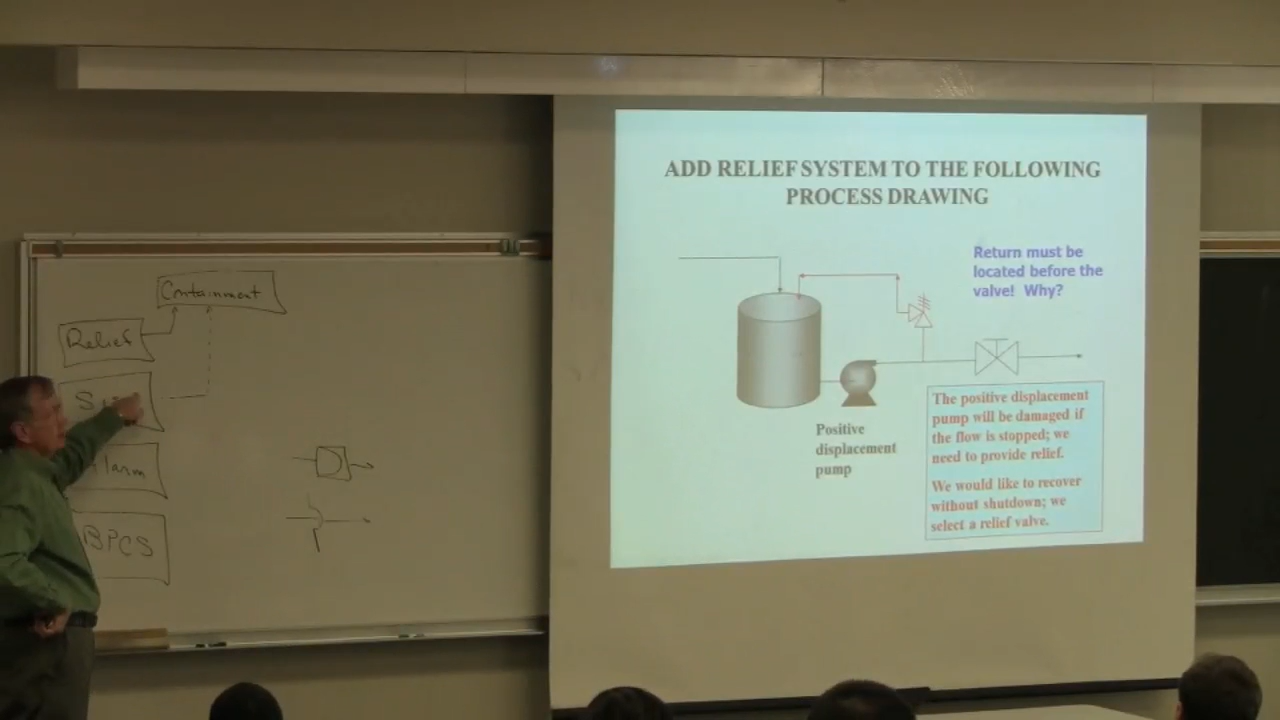 Containment
Relief
BPCS
ADD RELIEF SYSTEM TO THE FOLLOWING
PROCESS DRAWING
Return must be
located before the
valve! Why?
Positive
displacement
pump
The positive displacement
pump will be damaged if
the flow is stopped; we
need to provide relief.
We would like to recover
without shutdown; we
select a relief valve.